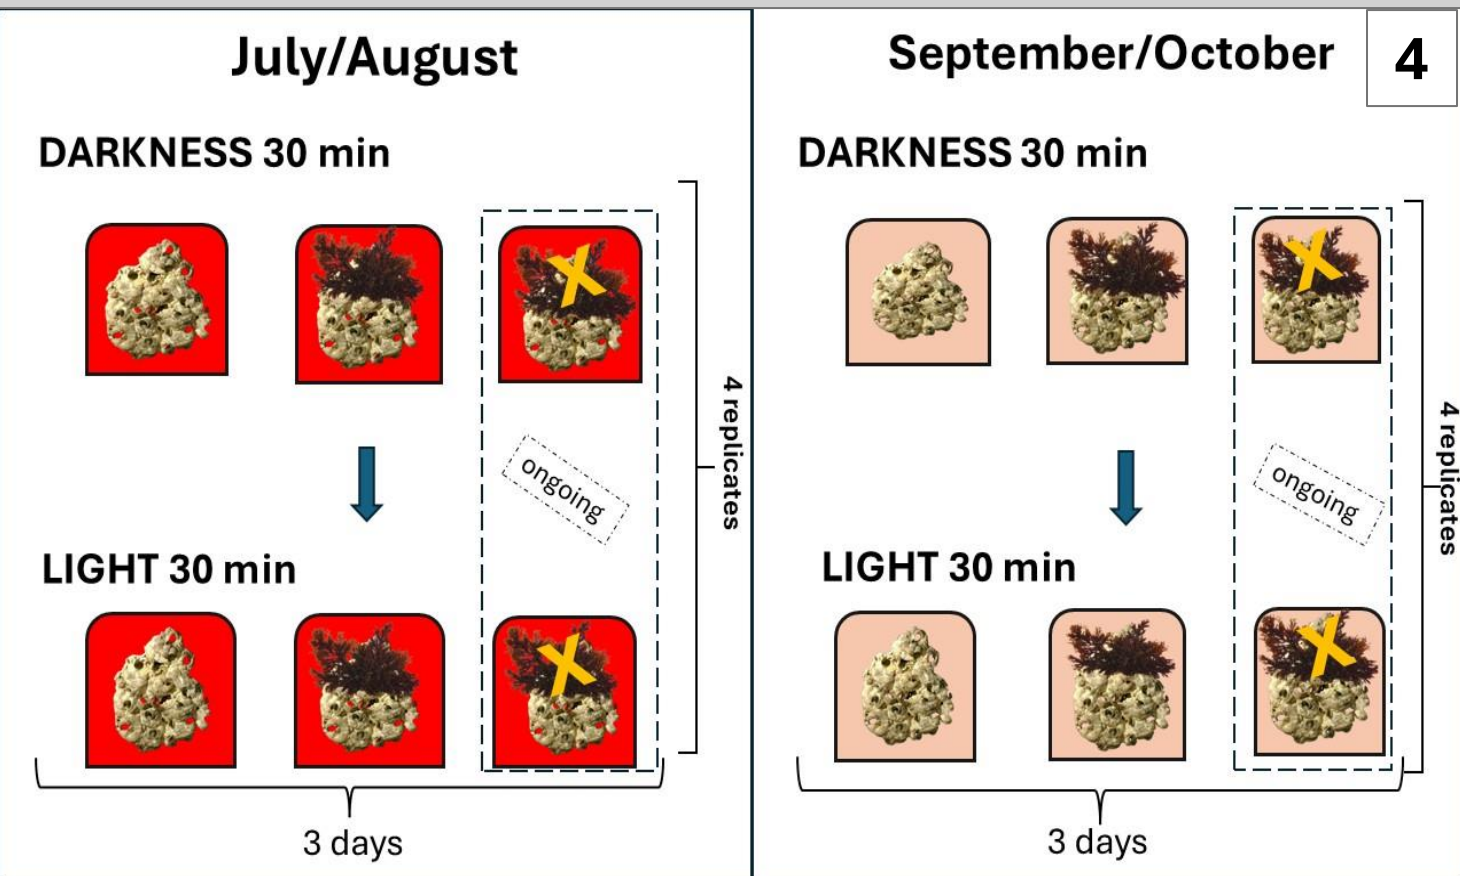 July/August
DARKNESS 30 min
X
ongoing
4 replicates
LIGHT 30 min
X
3 days
September/October
4
DARKNESS 30 min
X
ongoing
4 replicates
LIGHT 30 min
X
3 days